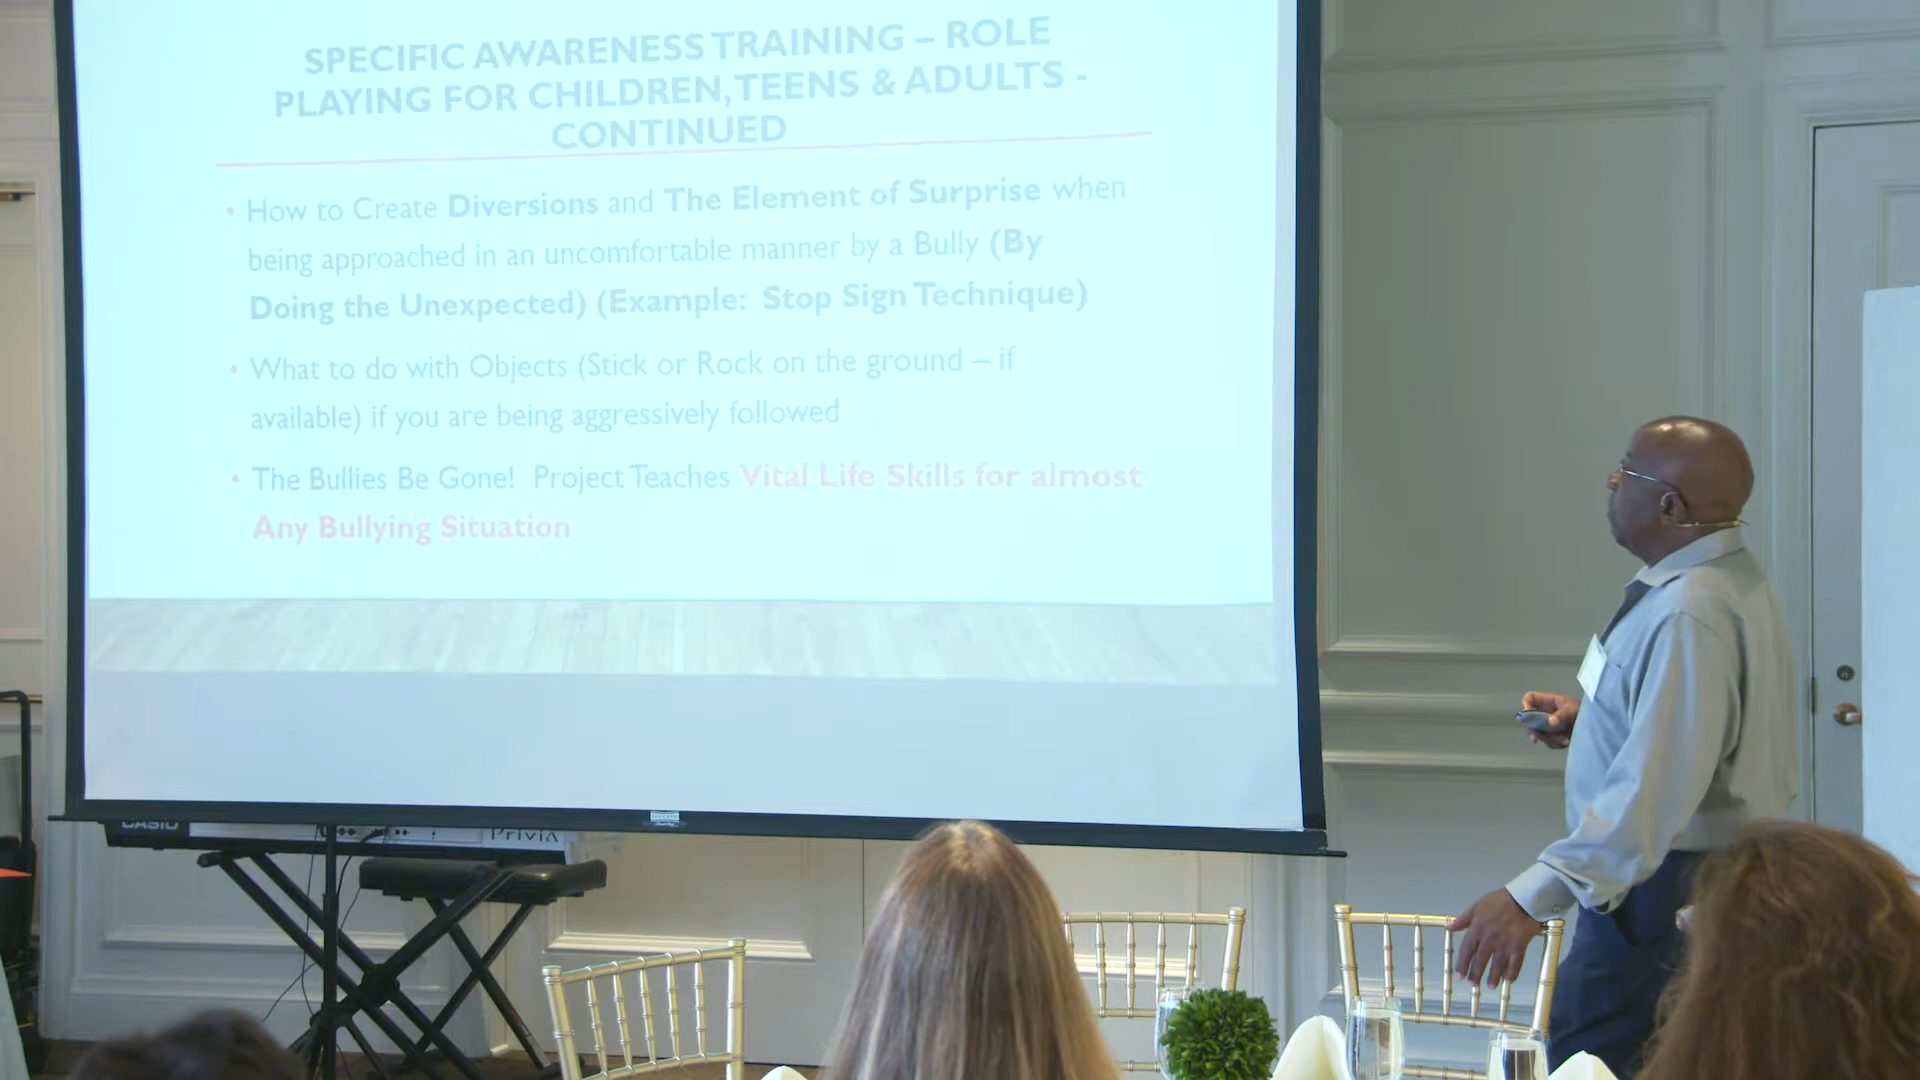 SPECIFIC AWARENESS TRAINING – ROLE
PLAYING FOR CHILDREN, TEENS & ADULTS -
CONTINUED
• How to Create Diversions and The Element of Surprise when
being approached in an uncomfortable manner by a Bully (By
Doing the Unexpected) (Example: Stop Sign Technique)
• What to do with Objects (Stick or Rock on the ground – if
available) if you are being aggressively followed
• The Bullies Be Gone! Project Teaches Vital Life Skills for almost
Any Bullying Situation
CASIO
Privia